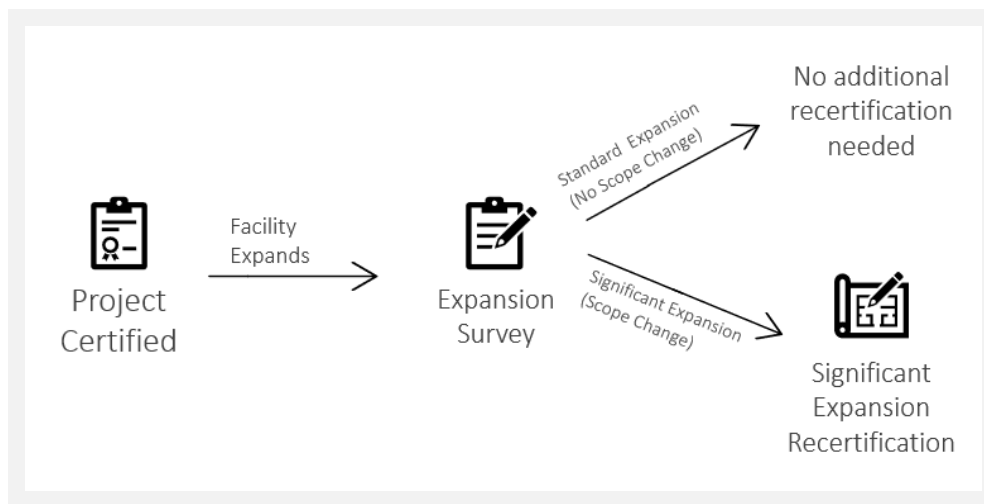 Project
Certified
Facility
Expands
Expansion
Survey
Standard Expansion
(No Scope Change)
No additional
recertification
needed
Significant Expansion
(Scope Change)
Significant
Expansion
Recertification